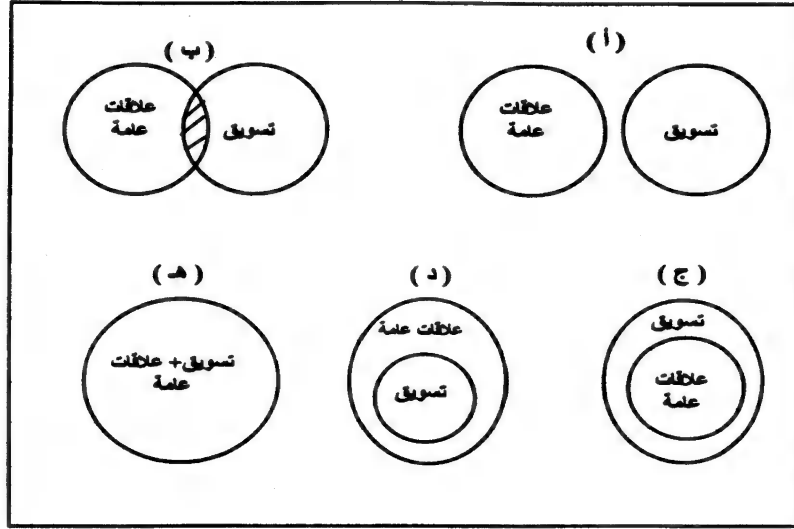 ( أ )
تسويق
علاقات
عامة
( ب )
تسويق
علاقات
عامة
( ج )
تسويق
علاقات
عامة
( د )
علاقات عامة
تسويق
( هـ )
تسويق+ علاقات
عامة